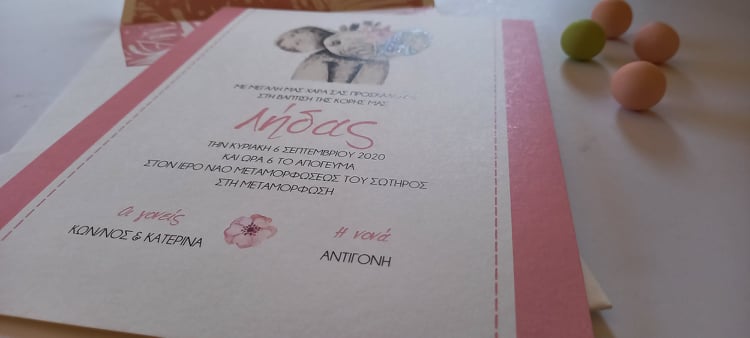 ΜΕ ΜΕΓΑΛΗ ΜΑΣ ΧΑΡΑ ΣΑΣ
ΣΤΗ ΒΑΠΤΙΣΗ ΤΗΣ ΚΟΡΗΣ ΜΑΣ
Λήδας
ΤΗΝ ΚΥΡΙΑΚΗ 6 ΣΕΠΤΕΜΒΡΙΟΥ 2020
ΚΑΙ ΩΡΑ 6 ΤΟ ΑΠΟΓΕΥΜΑ
ΣΤΟΝ ΙΕΡΟ ΝΑΟ ΜΕΤΑΜΟΡΦΩΣΕΩΣ ΤΟΥ ΣΩΤΗΡΟΣ
ΣΤΗ ΜΕΤΑΜΟΡΦΩΣΗ
οι γονείς
ΚΩΝ/ΝΟΣ & ΚΑΤΕΡΙΝΑ
Η νονά
ΑΝΤΙΓΟΝΗ